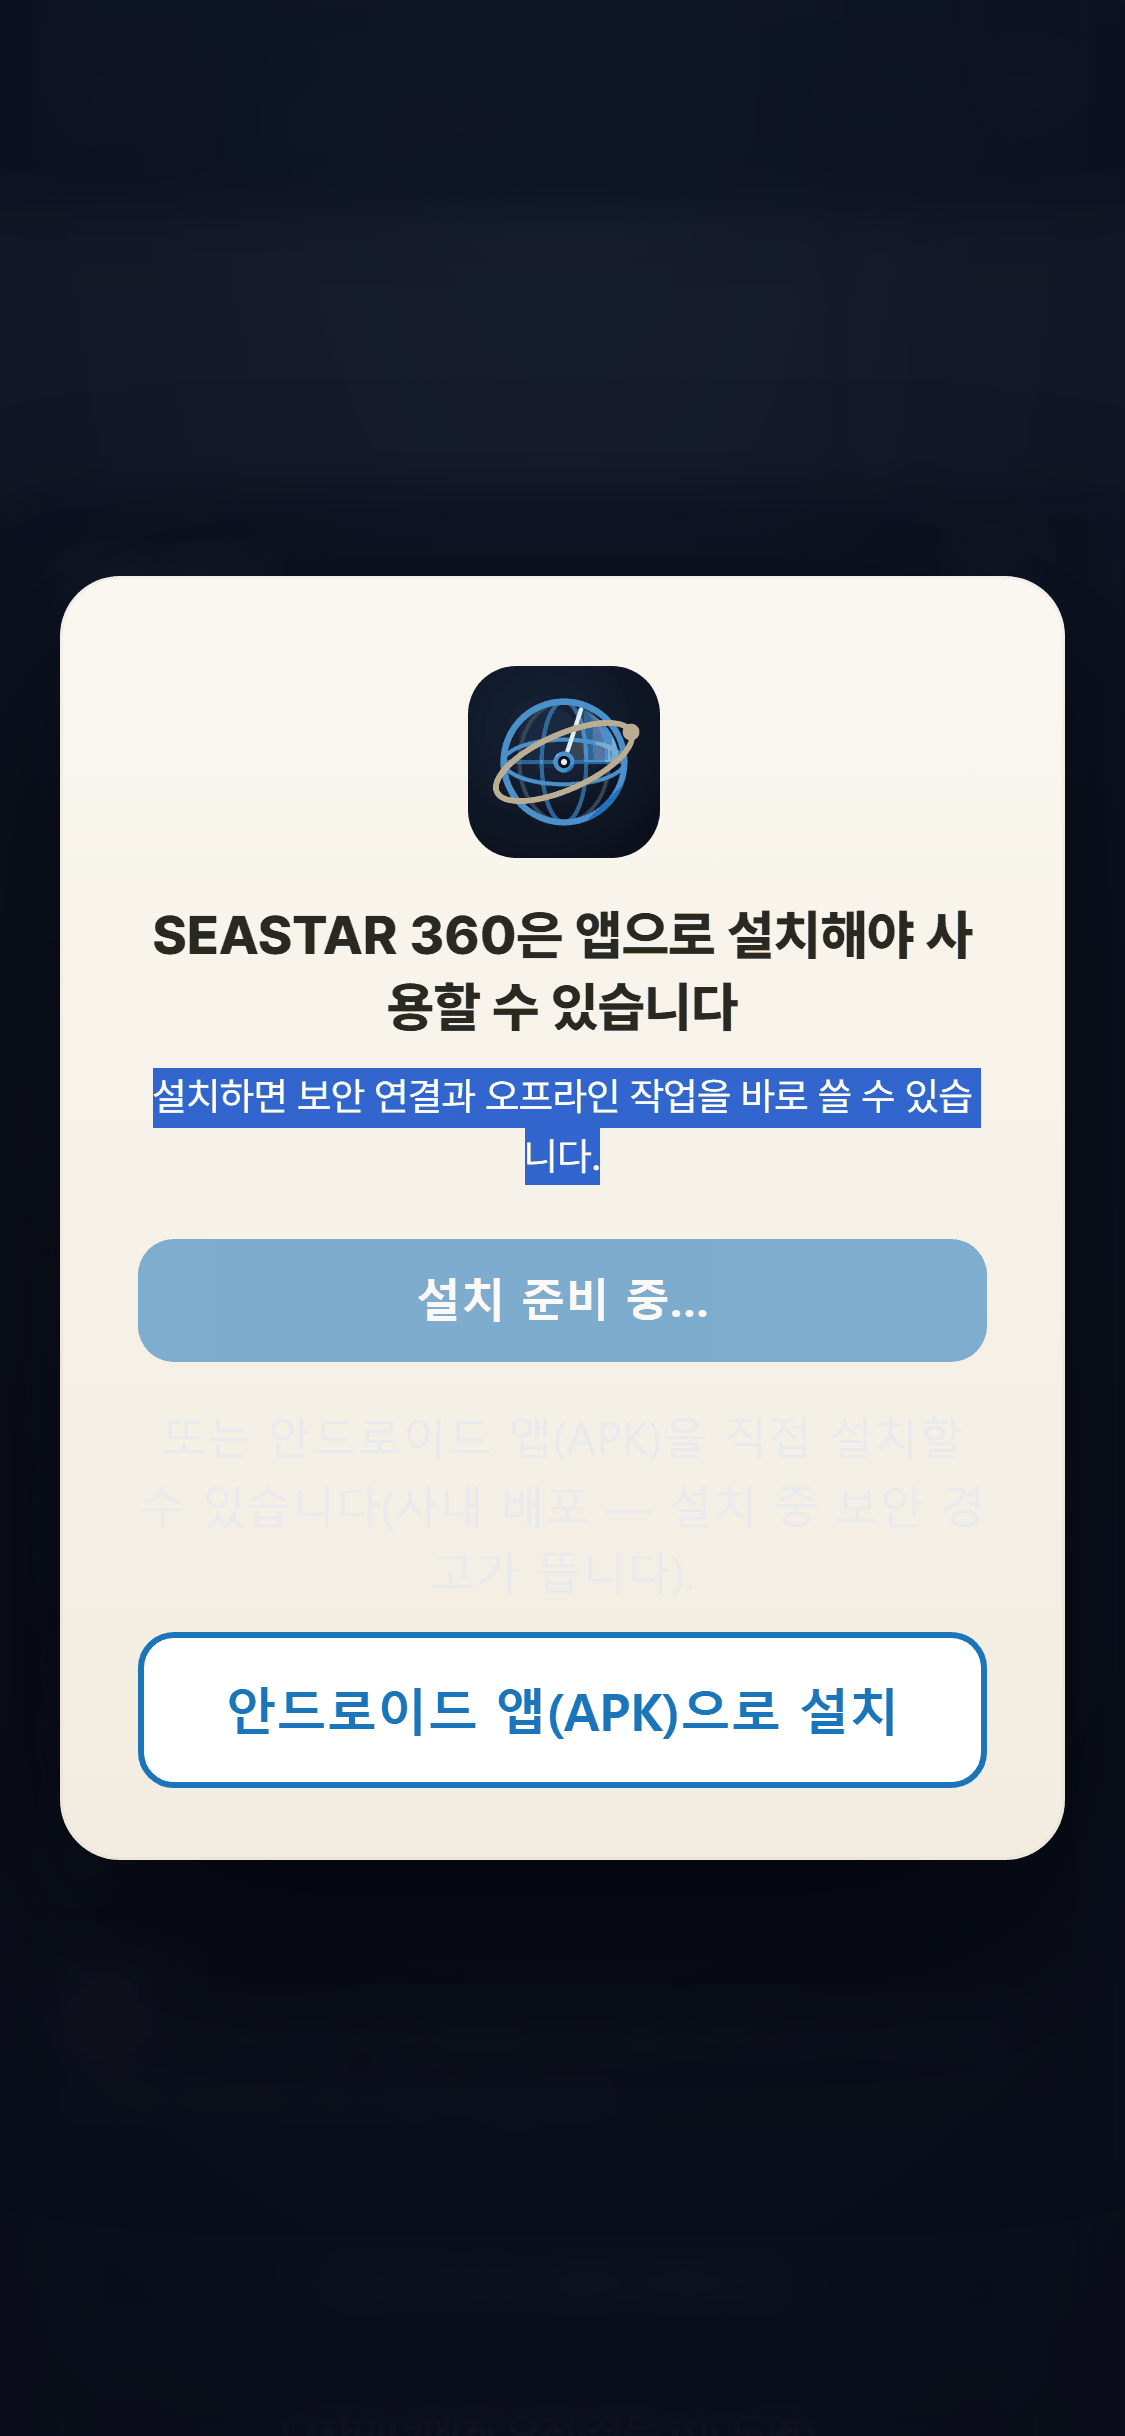 SEASTAR 360은 앱으로 설치해야 사
용할 수 있습니다
설치하면 보안 연결과 오프라인 작업을 바로 쓸 수 있습
니다.
설치 준비 중...
또는 안드로이드 앱(APK)을 직접 설치할
수 있습니다(사내 배포 — 설치 중 보안 경
고가 뜹니다).
안드로이드 앱(APK)으로 설치